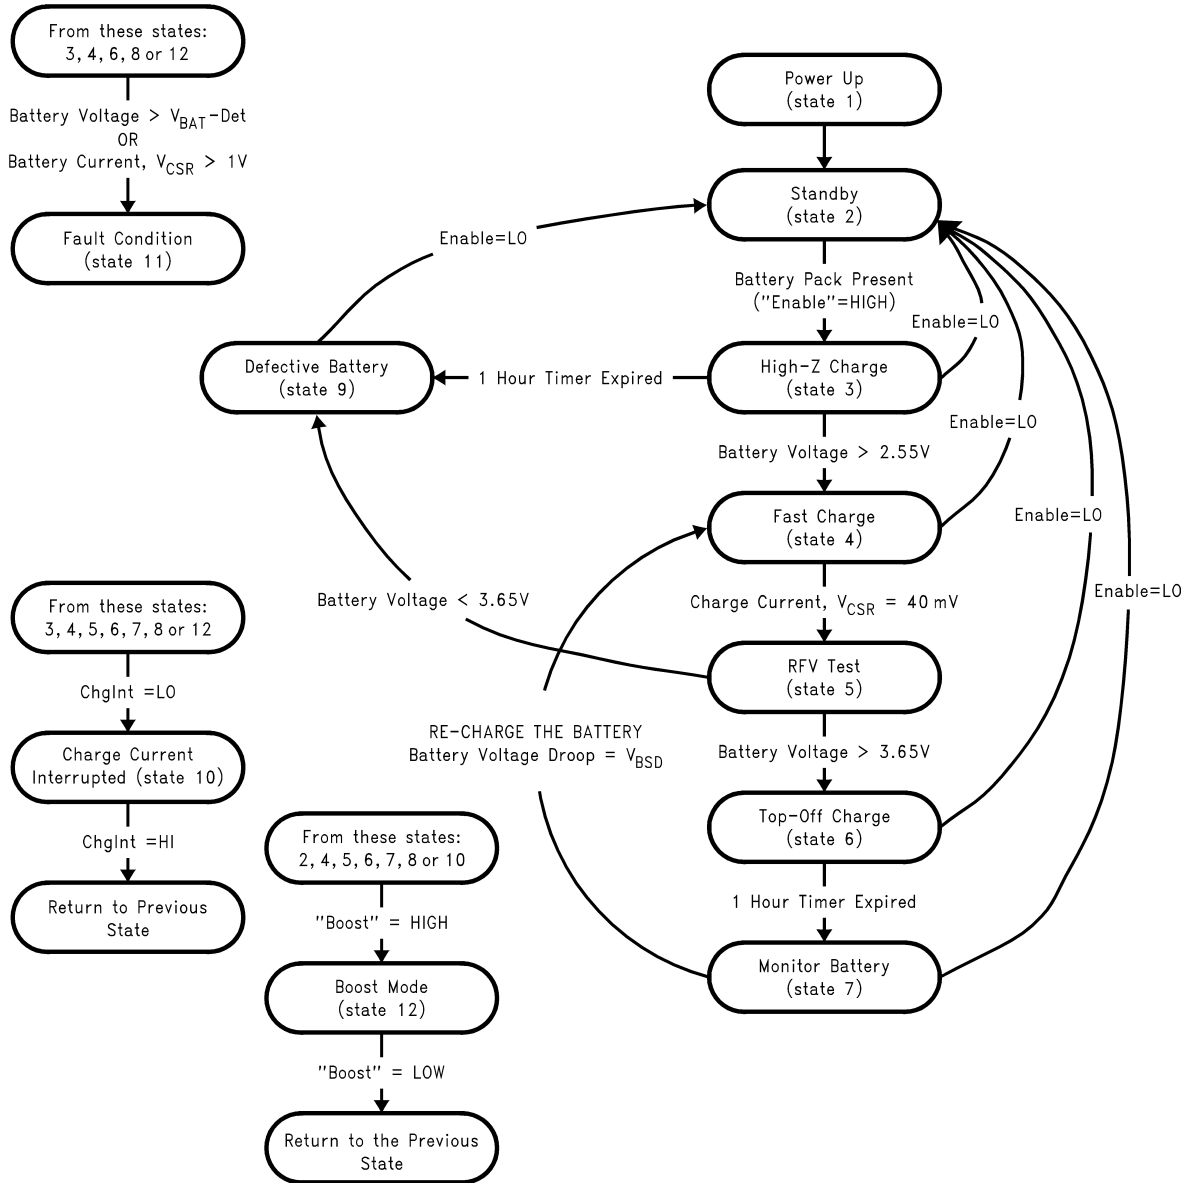 From these states:
3, 4, 6, 8 or 12
Battery Voltage > VBAT-Det
OR
Battery Current, VCSR > 1V
Fault Condition
(state 11)
Power Up
(state 1)
Standby
(state 2)
Enable=LO
Battery Pack Present
("Enable"=HIGH)
Enable=LO
Defective Battery
(state 9)
1 Hour Timer Expired
High-Z Charge
(state 3)
Enable=LO
Battery Voltage > 2.55V
Fast Charge
(state 4)
Enable=LO
Enable=LO
Battery Voltage < 3.65V
Charge Current, VCSR = 40 mV
RFV Test
(state 5)
RE-CHARGE THE BATTERY
Battery Voltage Droop = VBSD
Battery Voltage > 3.65V
Top-Off Charge
(state 6)
1 Hour Timer Expired
Monitor Battery
(state 7)
From these states:
3, 4, 5, 6, 7, 8 or 12
ChgInt =LO
Charge Current
Interrupted (state 10)
ChgInt =HI
Return to Previous
State
From these states:
2, 4, 5, 6, 7, 8 or 10
"Boost" = HIGH
Boost Mode
(state 12)
"Boost" = LOW
Return to the Previous
State